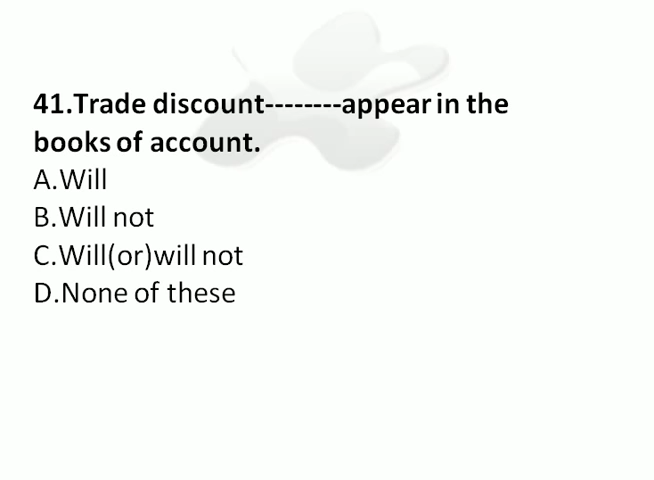 41.Trade discount--------appear in the
books of account.
A.Will
B.Will not
C.Will(or)will not
D.None of these